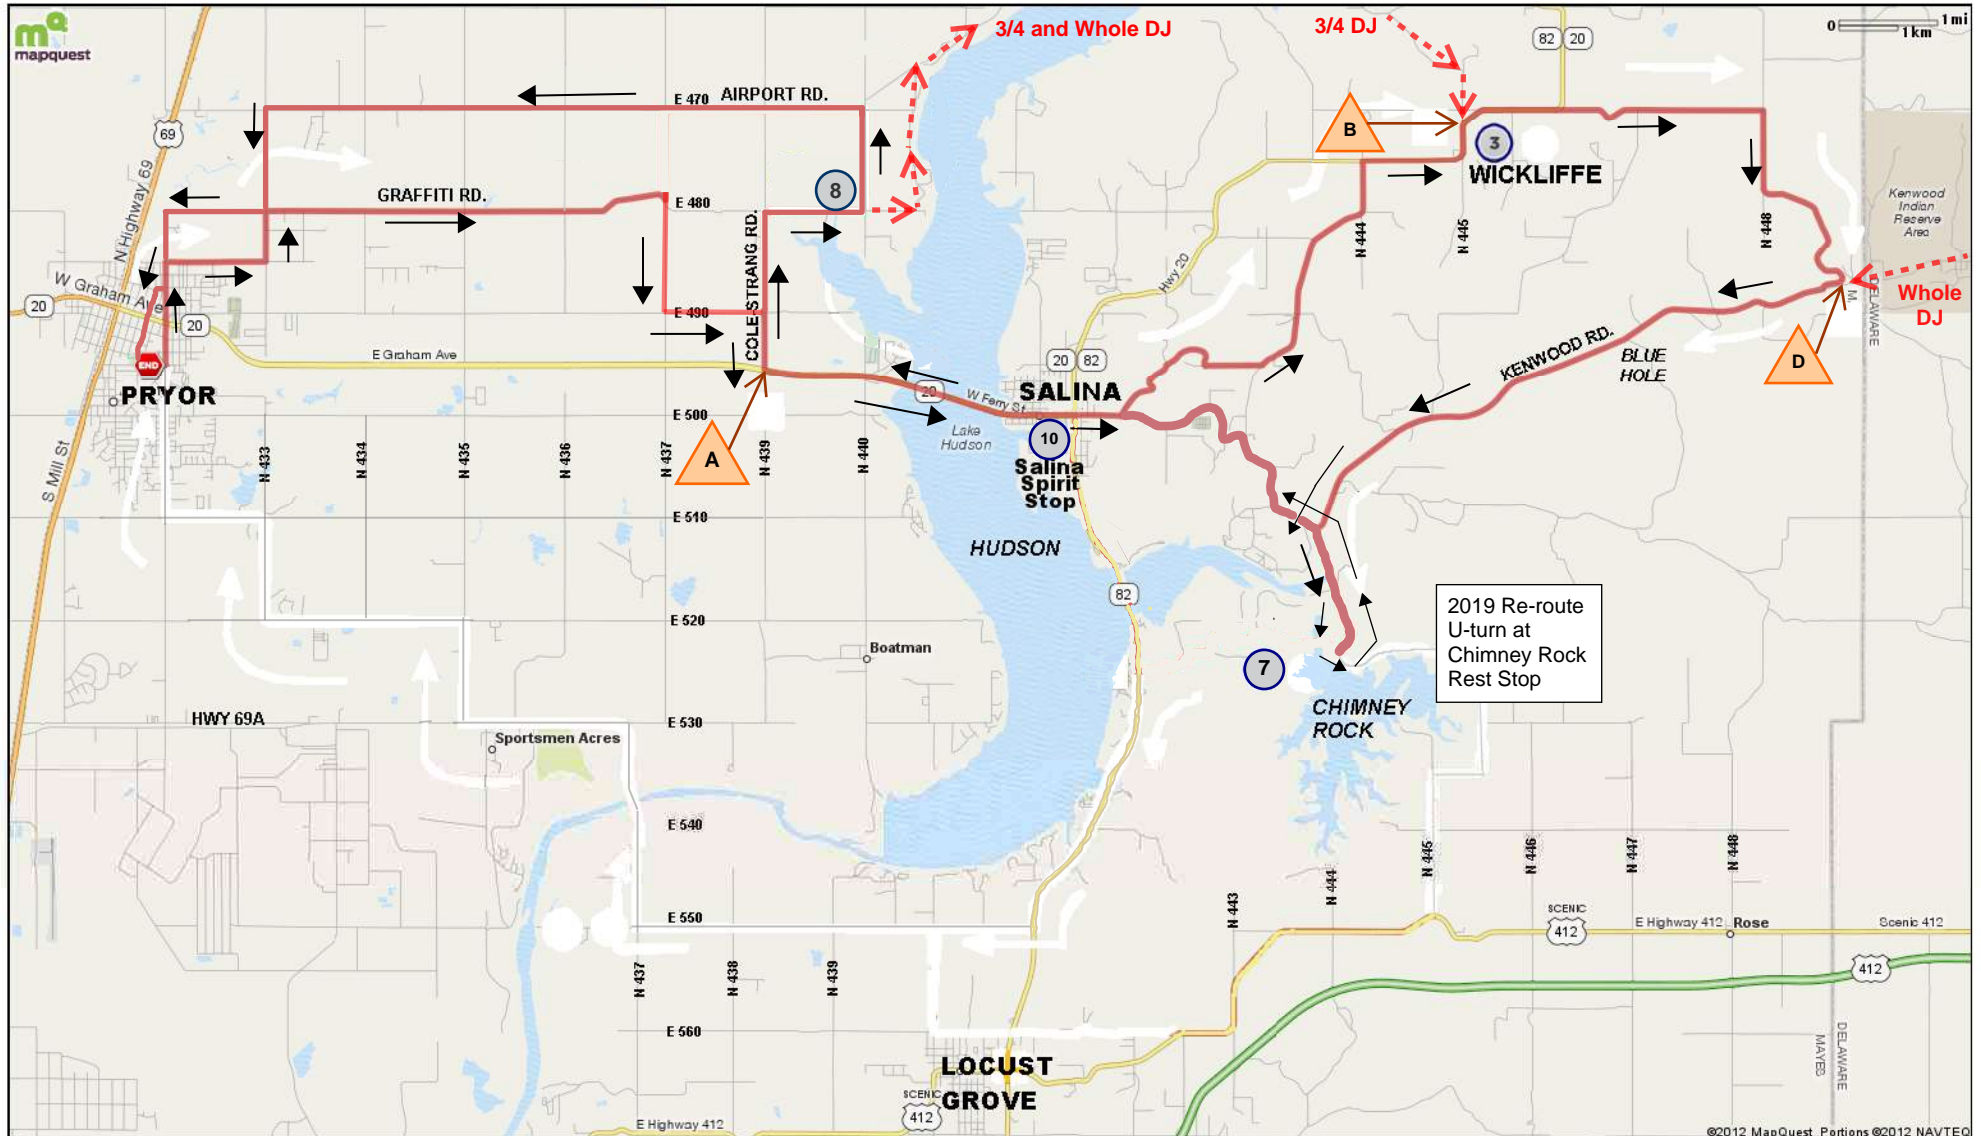 mapquest
3/4 and Whole DJ
3/4 DJ
82 20
0 1 mi
1 km
E 470 AIRPORT RD.
69
N Highway 69
B
3
WICKLIFFE
8
GRAFFITI RD.
E 480
Kenwood
Indian
Reserve
Area
N 444
N 445
N 448
COLE-STRANG RD.
Hwy 20
W Graham Ave
20
20
E 490
Whole
DJ
DELAWARE
M.
KENWOOD RD.
BLUE
HOLE
D
E Graham Ave
20 82
END
PRYOR
20
W Ferry St
SALINA
E 500
Lake
Hudson
10
Salina
Spirit
Stop
A
S Mill St
N 433
N 434
N 435
N 436
N 437
N 439
N 440
E 510
HUDSON
82
2019 Re-route
U-turn at
Chimney Rock
Rest Stop
E 520
Boatman
7
CHIMNEY
ROCK
HWY 69A
E 530
Sportsmen Acres
E 540
N 445
N 446
N 447
N 448
N 444
N 443
E 550
SCENIC
412
E Highway 412
Rose
Scenic 412
412
N 437
N 438
N 439
E 560
LOCUST
GROVE
SCENIC
412
E Highway 412
MAYES
DELAWARE
©2012 MapQuest Portions ©2012 NAVTEQ